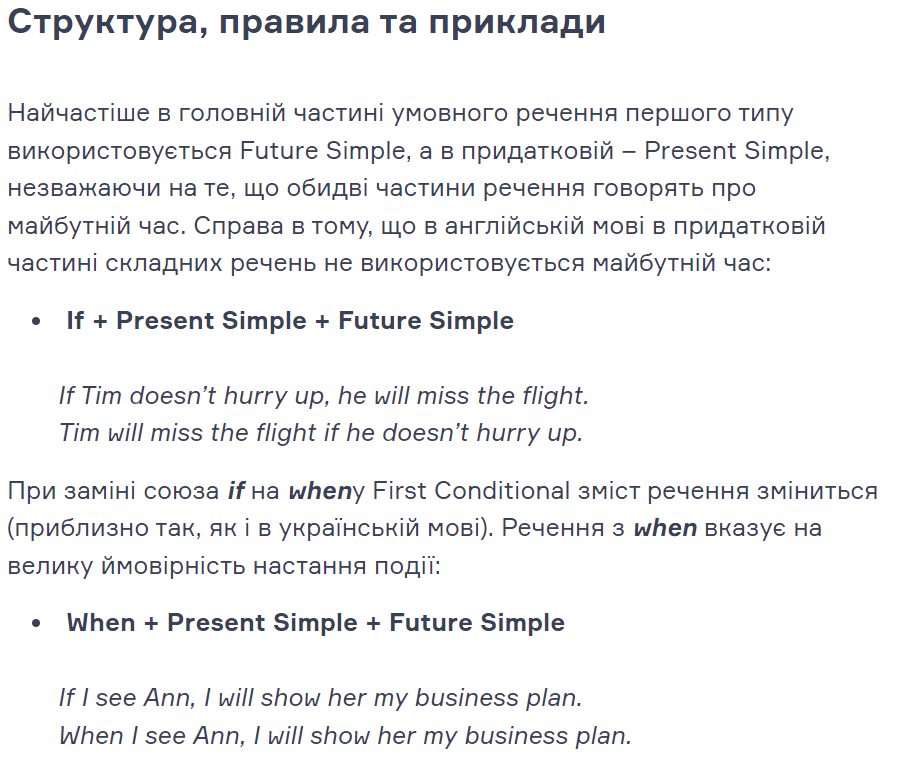 Структура, правила та приклади
Найчастіше в головній частині умовного речення першого типу
використовується Future Simple, а в придатковій – Present Simple,
незважаючи на те, що обидві частини речення говорять про
майбутній час. Справа в тому, що в англійській мові в придатковій
частині складних речень не використовується майбутній час:
• If + Present Simple + Future Simple
If Tim doesn’t hurry up, he will miss the flight.
Tim will miss the flight if he doesn’t hurry up.
При заміні союза if на whenу First Conditional зміст речення зміниться
(приблизно так, як і в українській мові). Речення з when вказує на
велику ймовірність настання події:
• When + Present Simple + Future Simple
If I see Ann, I will show her my business plan.
When I see Ann, I will show her my business plan.